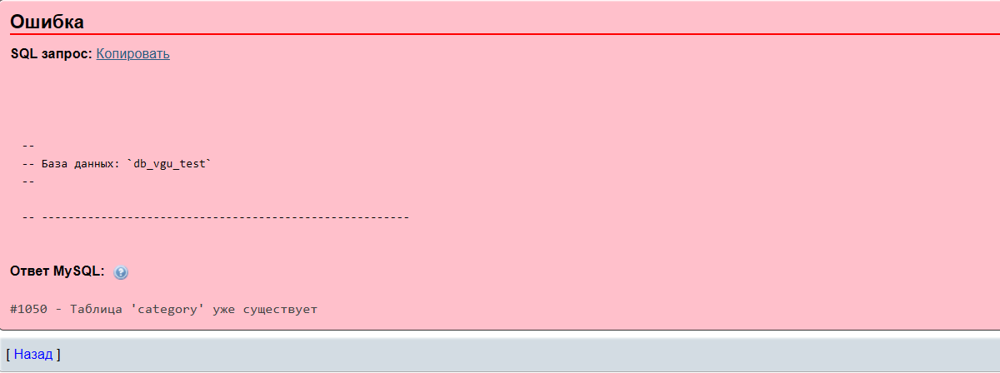 Ошибка
SQL запрос: Копировать
--
-- База данных: `db_vgu_test`
--
-- --------------------------------------------------------
Ответ MySQL:
#1050 - Таблица 'category' уже существует
[ Назад ]